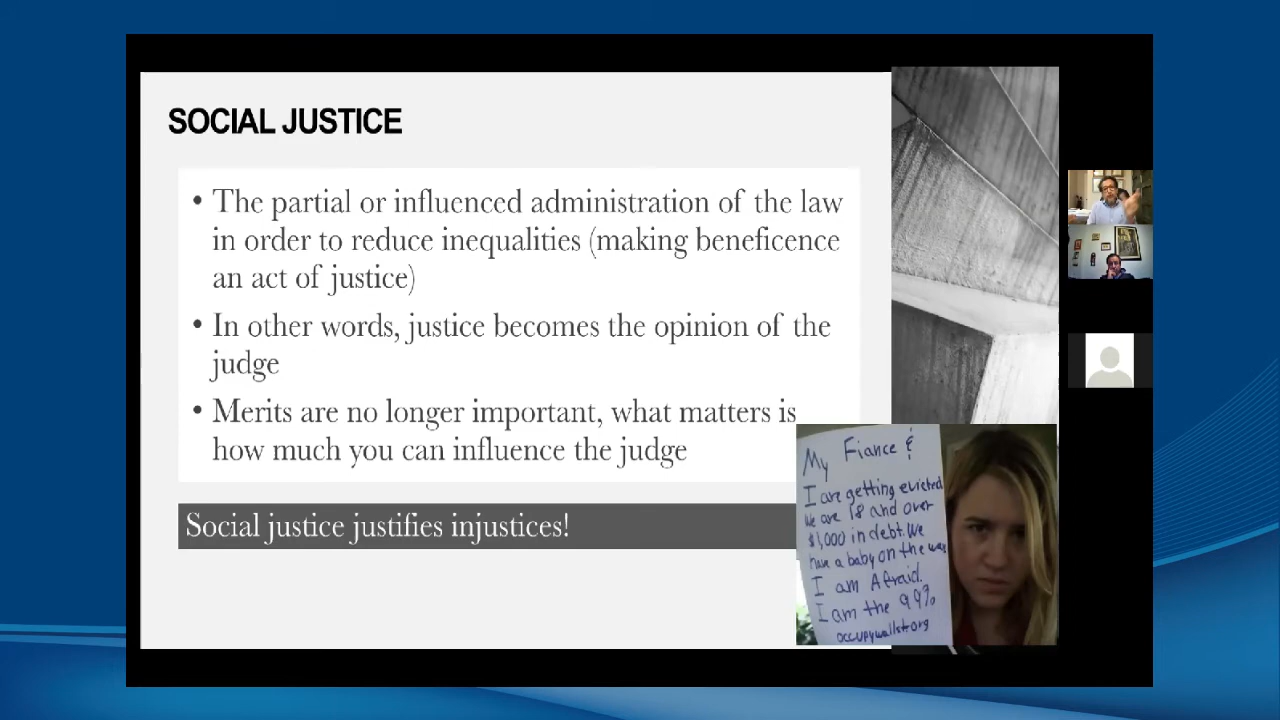 SOCIAL JUSTICE
• The partial or influenced administration of the law
in order to reduce inequalities (making beneficence
an act of justice)
• In other words, justice becomes the opinion of the
judge
• Merits are no longer important, what matters is
how much you can influence the judge
Social justice justifies injustices!
My Fiance &
I are getting evicted
we are 18 and over
$1,000 in debt. We
have a baby on the way
I am Afraid.
I am the 99%
occupywallst.org